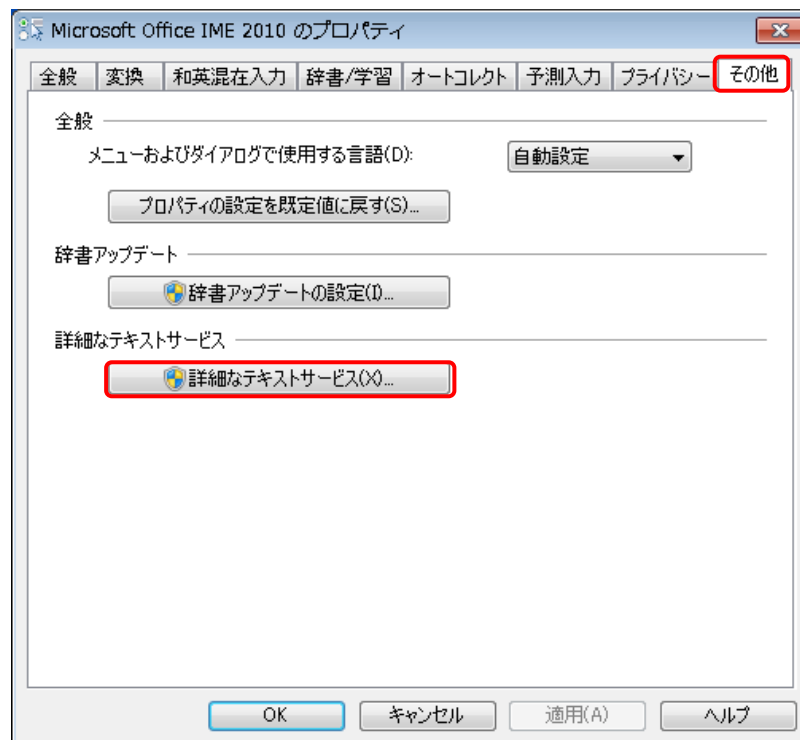 Microsoft Office IME 2010 のプロパティ
全般 変換 和英混在入力 辞書/学習 オートコレクト 予測入力 プライバシー その他
全般
メニューおよびダイアログで使用する言語(D): 自動設定
プロパティの設定を既定値に戻す(S)...
辞書アップデート
辞書アップデートの設定(I)...
詳細なテキストサービス
詳細なテキストサービス(X)...
OK キャンセル 適用(A) ヘルプ